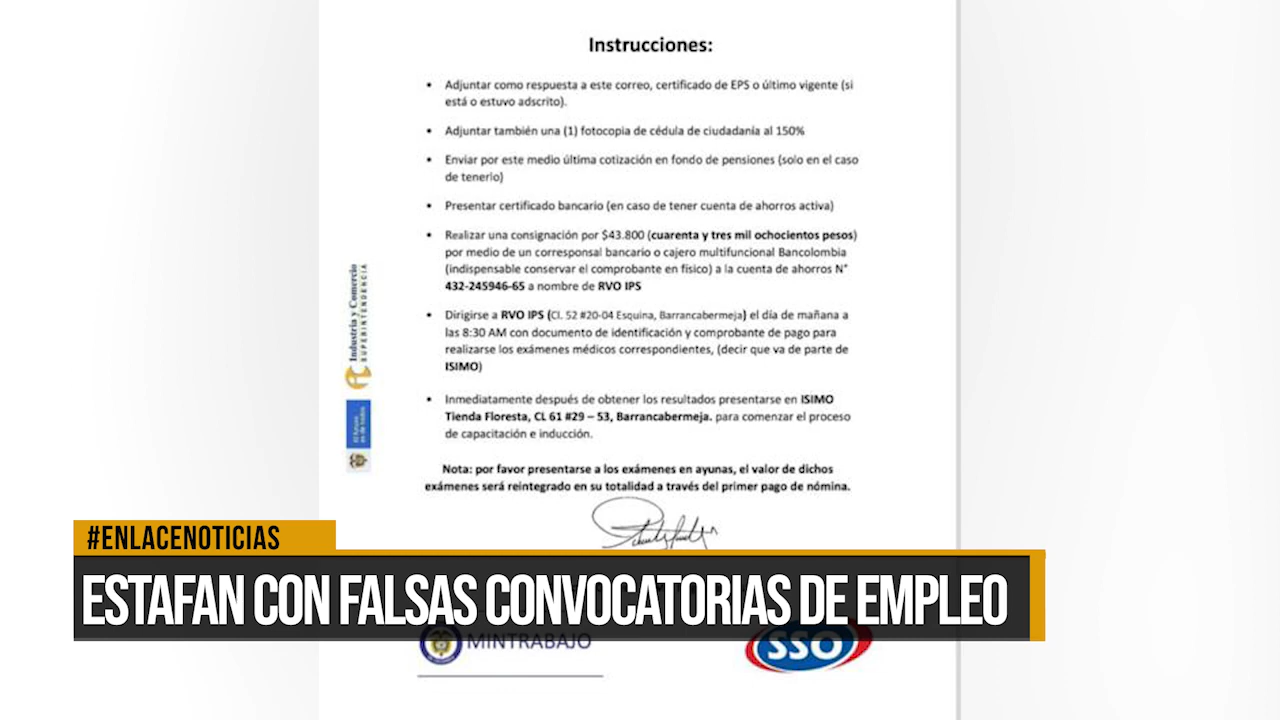 Instrucciones:
• Adjuntar como respuesta a este correo, certificado de EPS o último vigente (si
está o estuvo adscrito).
• Adjuntar también una (1) fotocopia de cédula de ciudadanía al 150%
• Enviar por este medio última cotización en fondo de pensiones (solo en el caso
de tenerlo)
• Presentar certificado bancario (en caso de tener cuenta de ahorros activa)
• Realizar una consignación por $43.800 (cuarenta y tres mil ochocientos pesos)
por medio de un corresponsal bancario o cajero multifuncional Bancolombia
(indispensable conservar el comprobante en físico) a la cuenta de ahorros N°
432-245946-65 a nombre de RVO IPS
• Dirigirse a RVO IPS (Cl. 52 #20-04 Esquina, Barrancabermeja) el día de mañana a
las 8:30 AM con documento de identificación y comprobante de pago para
realizarse los exámenes médicos correspondientes, (decir que va de parte de
ISIMO)
• Inmediatamente después de obtener los resultados presentarse en ISIMO
Tienda Floresta, CL 61 #29 – 53, Barrancabermeja. para comenzar el proceso
de capacitación e inducción.
Nota: por favor presentarse a los exámenes en ayunas, el valor de dichos
exámenes será reintegrado en su totalidad a través del primer pago de nómina.
Industria y Comercio
SUPERINTENDENCIA
El futuro
es de todos
#ENLACENOTICIAS
ESTAFAN CON FALSAS CONVOCATORIAS DE EMPLEO
MINTRABAJO
SSO